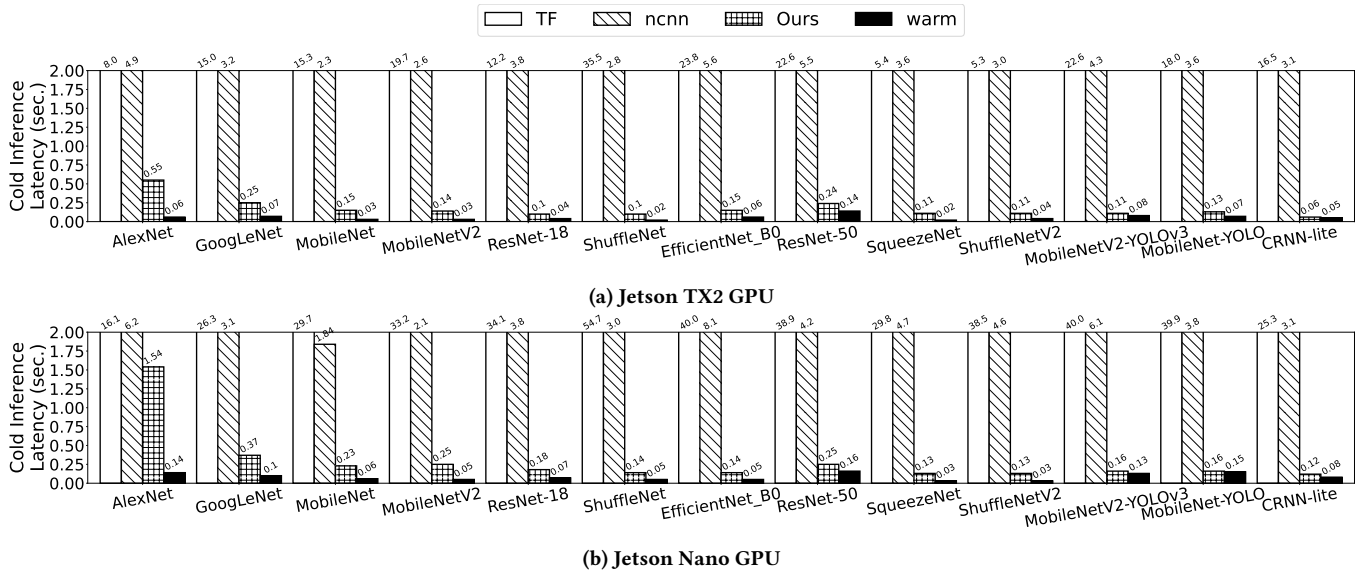 TF ncnn Ours warm
8.0 4.9 15.0 3.2 15.3 2.3 19.7 2.6 12.2 3.8 35.5 2.8 23.8 5.6 22.6 5.5 5.4 3.6 5.3 3.0 22.6 4.3 18.0 3.6 16.5 3.1
Cold Inference
Latency (sec.)
2.00
1.75
1.50
1.25
1.00
0.75
0.50
0.25
0.00
0.55 0.06 0.25 0.07 0.15 0.03 0.14 0.03 0.1 0.04 0.1 0.02 0.15 0.06 0.24 0.14 0.11 0.02 0.11 0.04 0.11 0.08 0.13 0.07 0.06 0.05
AlexNet GoogLeNet MobileNet MobileNetV2 ResNet-18 ShuffleNet EfficientNet_B0 ResNet-50 SqueezeNet ShuffleNetV2 MobileNetV2-YOLOv3 MobileNet-YOLO CRNN-lite
(a) Jetson TX2 GPU
16.1 6.2 26.3 3.1 29.7 1.84 33.2 2.1 34.1 3.8 54.7 3.0 40.0 8.1 38.9 4.2 29.8 4.7 38.5 4.6 40.0 6.1 39.9 3.8 25.3 3.1
Cold Inference
Latency (sec.)
2.00
1.75
1.50
1.25
1.00
0.75
0.50
0.25
0.00
1.54 0.14 0.37 0.1 0.23 0.06 0.25 0.05 0.18 0.07 0.14 0.05 0.14 0.05 0.25 0.16 0.13 0.03 0.13 0.03 0.16 0.13 0.16 0.15 0.12 0.08
AlexNet GoogLeNet MobileNet MobileNetV2 ResNet-18 ShuffleNet EfficientNet_B0 ResNet-50 SqueezeNet ShuffleNetV2 MobileNetV2-YOLOv3 MobileNet-YOLO CRNN-lite
(b) Jetson Nano GPU